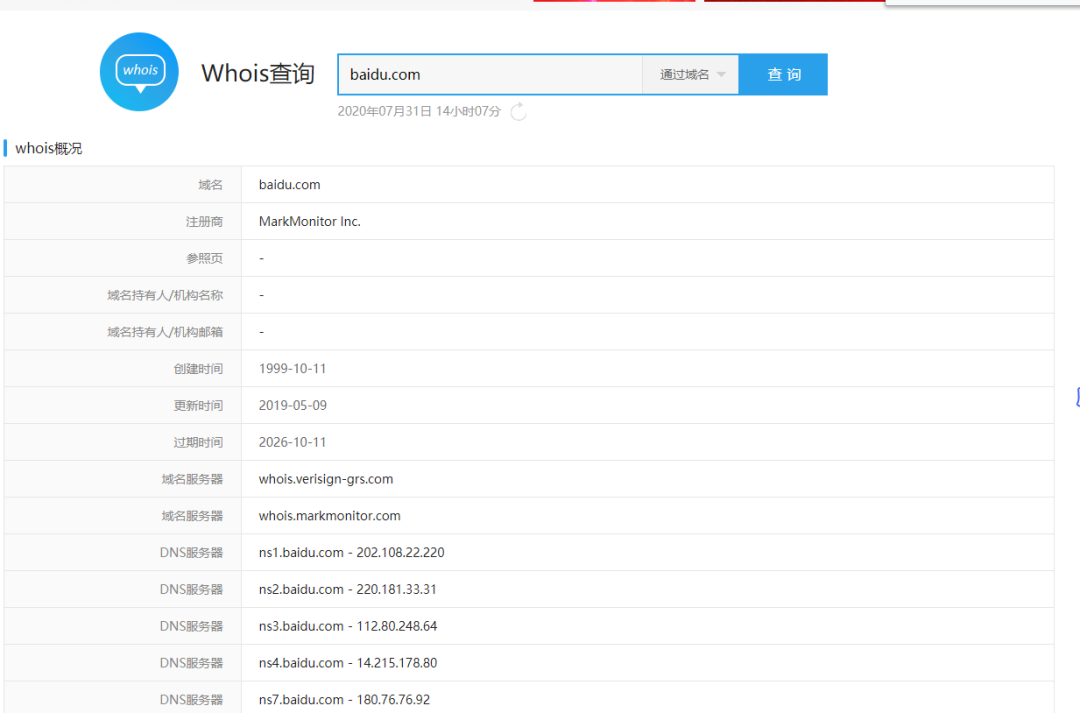 whois
Whois查询
baidu.com
通过域名
查 询
2020年07月31日 14小时07分
whois概况
域名 baidu.com
注册商 MarkMonitor Inc.
参照页 -
域名持有人/机构名称 -
域名持有人/机构邮箱 -
创建时间 1999-10-11
更新时间 2019-05-09
过期时间 2026-10-11
域名服务器 whois.verisign-grs.com
域名服务器 whois.markmonitor.com
DNS服务器 ns1.baidu.com - 202.108.22.220
DNS服务器 ns2.baidu.com - 220.181.33.31
DNS服务器 ns3.baidu.com - 112.80.248.64
DNS服务器 ns4.baidu.com - 14.215.178.80
DNS服务器 ns7.baidu.com - 180.76.76.92